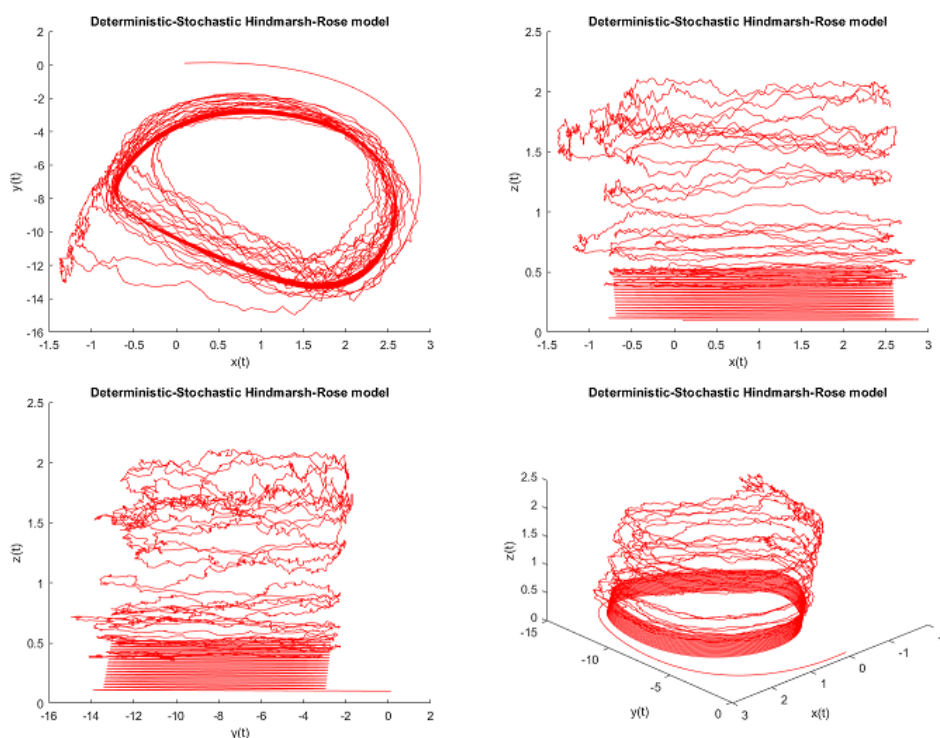 Deterministic-Stochastic Hindmarsh-Rose model
2
0
-2
-4
-6
-8
-10
-12
-14
-16
y(t)
-1.5 -1 -0.5 0 0.5 1 1.5 2 2.5 3
x(t)
Deterministic-Stochastic Hindmarsh-Rose model
2.5
2
1.5
1
0.5
0
z(t)
-1.5 -1 -0.5 0 0.5 1 1.5 2 2.5 3
x(t)
Deterministic-Stochastic Hindmarsh-Rose model
2.5
2
1.5
1
0.5
0
z(t)
-16 -14 -12 -10 -8 -6 -4 -2 0 2
y(t)
Deterministic-Stochastic Hindmarsh-Rose model
2.5
2
1.5
1
0.5
0
z(t)
-15
-10
-5
0
y(t)
3
2
1
0
-1
x(t)